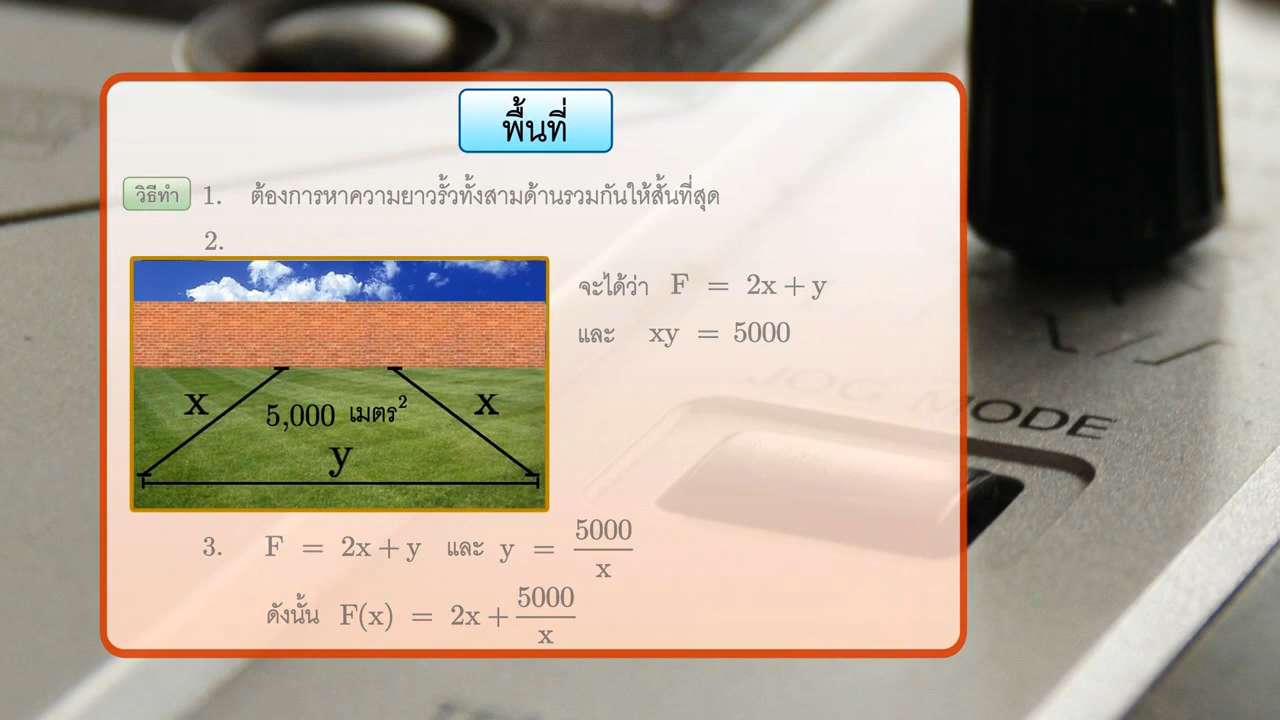 พื้นที่
วิธีทำ 1. ต้องการหาความยาวรั้วทั้งสามด้านรวมกันให้สั้นที่สุด
2.
จะได้ว่า F = 2x + y
และ xy = 5000
x 5,000 เมตร² x
y
3. F = 2x + y และ y = 5000/x
ดังนั้น F(x) = 2x + 5000/x
JOG MODE